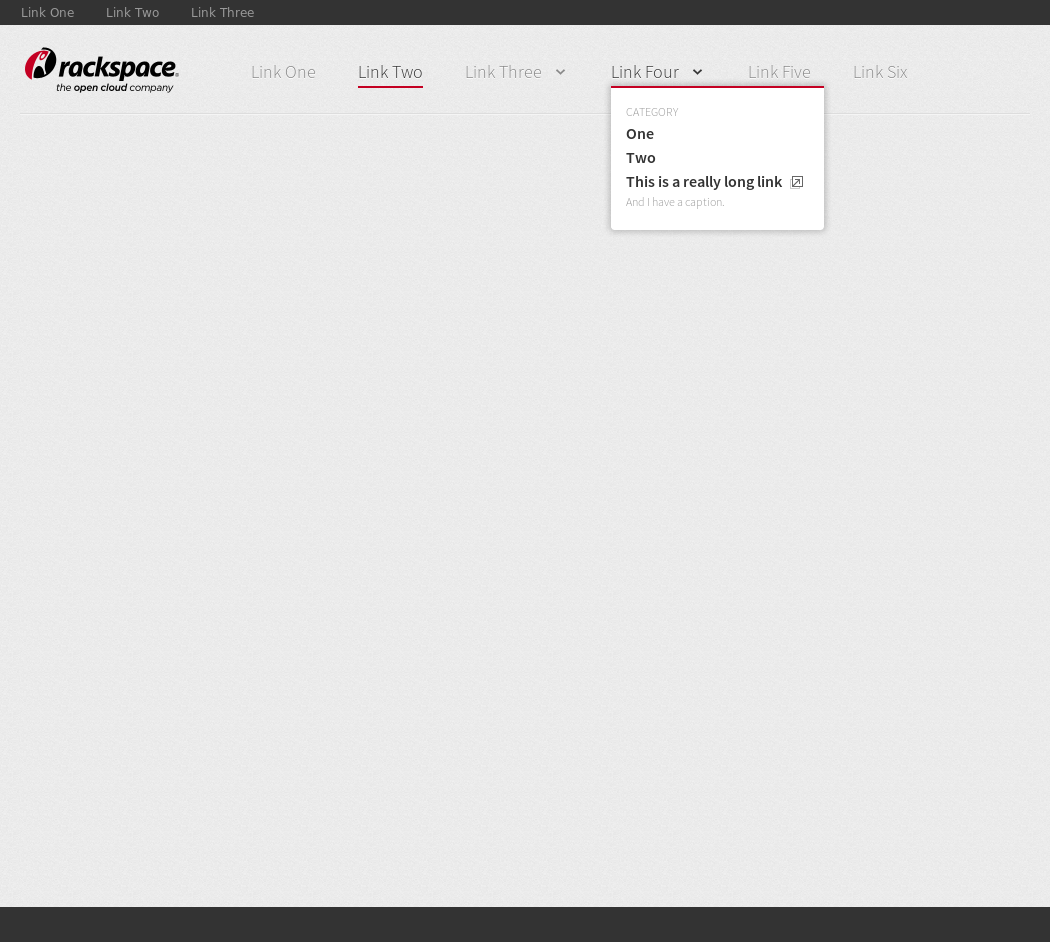 Link One Link Two Link Three
rackspace®
the open cloud company
Link One Link Two Link Three Link Four Link Five Link Six
CATEGORY
One
Two
This is a really long link
And I have a caption.